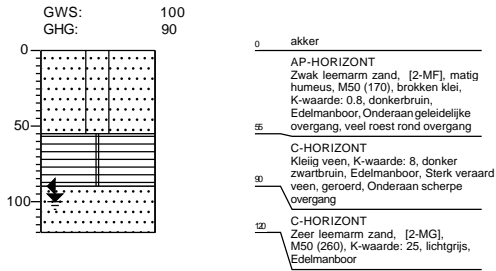 GWS: 100
GHG: 90
0
50
100
0 akker
AP-HORIZONT
Zwak leemarm zand, [2-MF], matig
humeus, M50 (170), brokken klei,
K-waarde: 0.8, donkerbruin,
Edelmanboor, Onderaan geleidelijke
overgang, veel roest rond overgang
55
C-HORIZONT
Kleiig veen, K-waarde: 8, donker
zwartbruin, Edelmanboor, Sterk veraard
veen, geroerd, Onderaan scherpe
overgang
90
C-HORIZONT
Zeer leemarm zand, [2-MG],
M50 (260), K-waarde: 25, lichtgrijs,
Edelmanboor
120